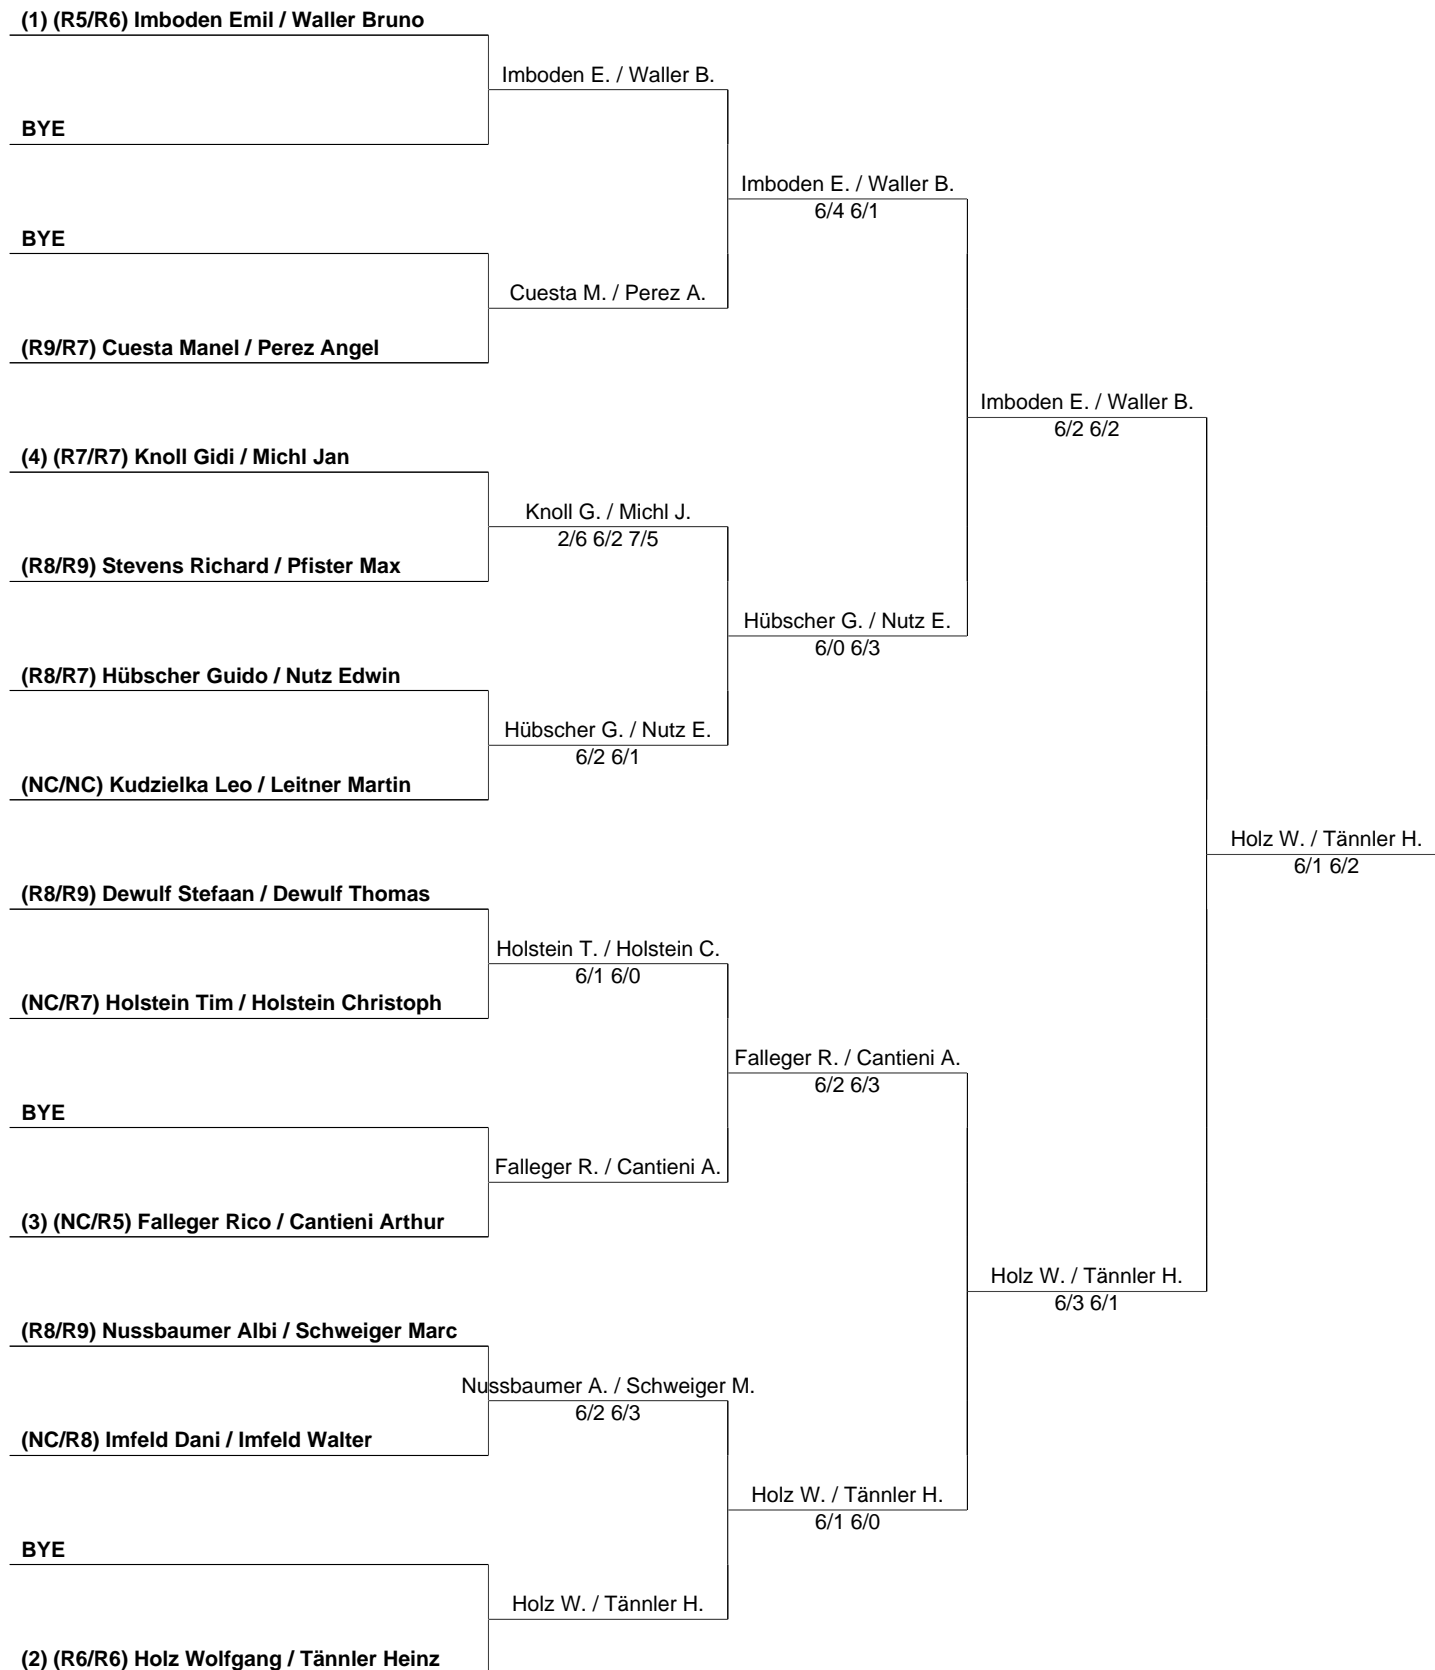 (1) (R5/R6) Imboden Emil / Waller Bruno
Imboden E. / Waller B.
BYE
Imboden E. / Waller B.
6/4 6/1
BYE
Cuesta M. / Perez A.
(R9/R7) Cuesta Manel / Perez Angel
Imboden E. / Waller B.
6/2 6/2
(4) (R7/R7) Knoll Gidi / Michl Jan
Knoll G. / Michl J.
2/6 6/2 7/5
(R8/R9) Stevens Richard / Pfister Max
Hübscher G. / Nutz E.
6/0 6/3
(R8/R7) Hübscher Guido / Nutz Edwin
Hübscher G. / Nutz E.
6/2 6/1
(NC/NC) Kudzielka Leo / Leitner Martin
Holz W. / Tännler H.
6/1 6/2
(R8/R9) Dewulf Stefaan / Dewulf Thomas
Holstein T. / Holstein C.
6/1 6/0
(NC/R7) Holstein Tim / Holstein Christoph
Falleger R. / Cantieni A.
6/2 6/3
BYE
Falleger R. / Cantieni A.
(3) (NC/R5) Falleger Rico / Cantieni Arthur
Holz W. / Tännler H.
6/3 6/1
(R8/R9) Nussbaumer Albi / Schweiger Marc
Nussbaumer A. / Schweiger M.
6/2 6/3
(NC/R8) Imfeld Dani / Imfeld Walter
Holz W. / Tännler H.
6/1 6/0
BYE
Holz W. / Tännler H.
(2) (R6/R6) Holz Wolfgang / Tännler Heinz